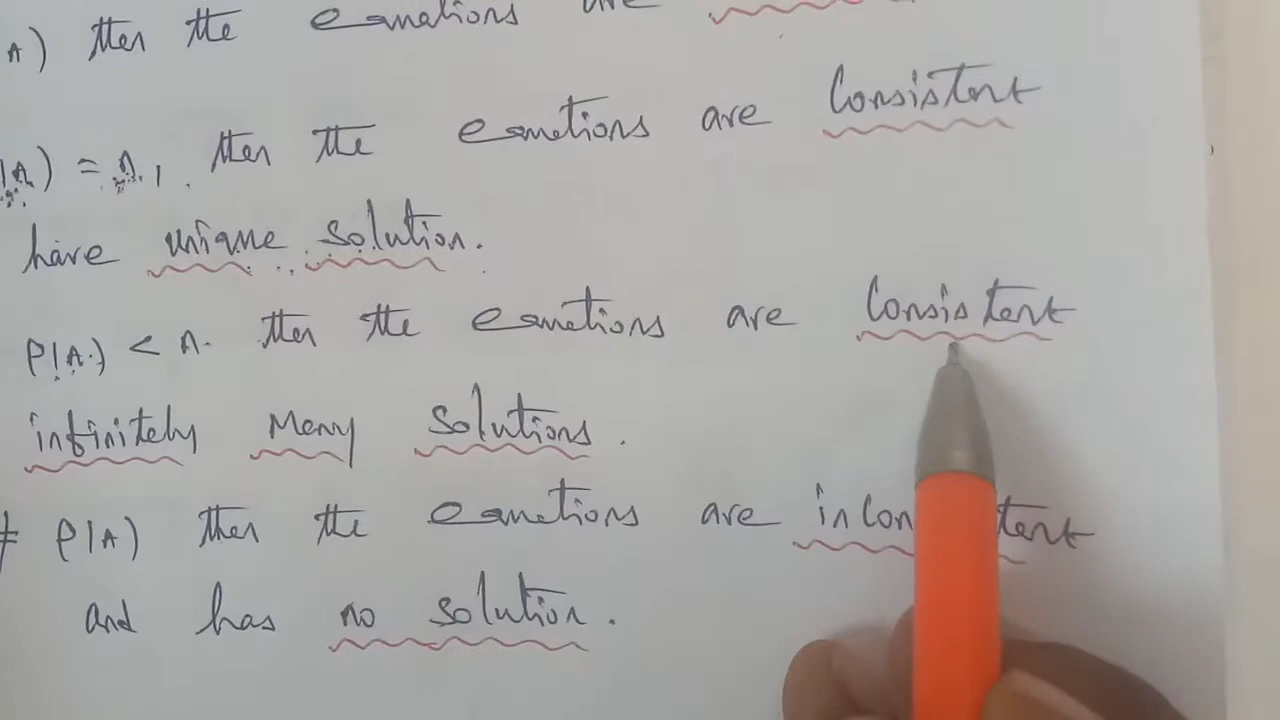 A) then the equations are
(A) = n, then the equations are Consistent
have unique solution.
ρ(A) < n. then the equations are Consistent
infinitely many solutions.
≠ ρ(A) then the equations are
and has no solution.